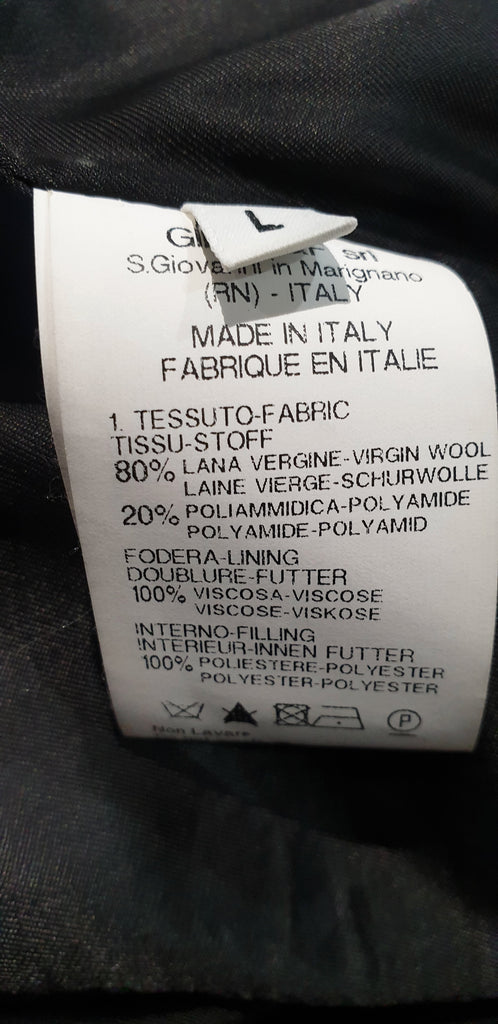 L
srl
S.Giovanni in Marignano
(RN) - ITALY
MADE IN ITALY
FABRIQUE EN ITALIE
1. TESSUTO-FABRIC
TISSU-STOFF
80% LANA VERGINE-VIRGIN WOOL
LAINE VIERGE-SCHURWOLLE
20% POLIAMMIDICA-POLYAMIDE
POLYAMIDE-POLYAMID
FODERA-LINING
DOUBLURE-FUTTER
100% VISCOSA-VISCOSE
VISCOSE-VISKOSE
INTERNO-FILLING
INTERIEUR-INNEN FUTTER
100% POLIESTERE-POLYESTER
POLYESTER-POLYESTER
P
Non Lavare